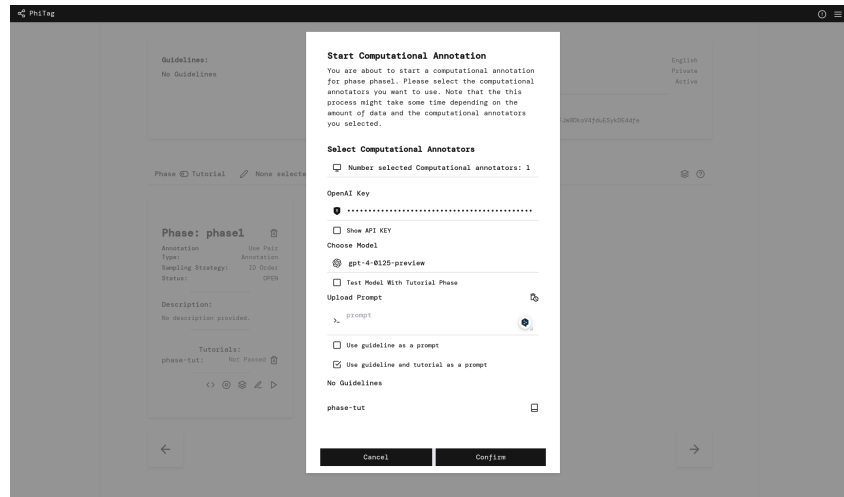 PhiTag
Guidelines:
No Guidelines
English
Private
Active
Phase Tutorial None selecte
Phase: phase1
Annotation Type: Use Pair Annotation
Sampling Strategy: ID Order
Status: OPEN
Description:
No description provided.
Tutorials:
phase-tut: Not Passed
Start Computational Annotation
You are about to start a computational annotation
for phase phase1. Please select the computational
annotators you want to use. Note that the this
process might take some time depending on the
amount of data and the computational annotators
you selected.
Select Computational Annotators
Number selected Computational annotators: 1
OpenAI Key
Show API KEY
Choose Model
gpt-4-0125-preview
Test Model With Tutorial Phase
Upload Prompt
prompt
Use guideline as a prompt
Use guideline and tutorial as a prompt
No Guidelines
phase-tut
Cancel Confirm